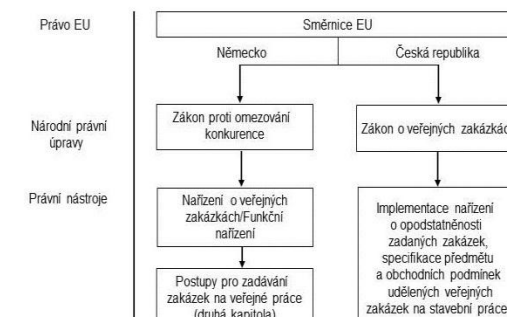 Právo EU
Směrnice EU
Německo
Česká republika
Národní právní
úpravy
Zákon proti omezování
konkurence
Zákon o veřejných
Právní nástroje
Nařízení o veřejných
zakázkách/Funkční
nařízení
Postupy pro zadávání
zakázek na veřejné práce
(druhá kapitola)
Implementace nařízení
o opodstatněnosti
zadaných zakázek,
specifikace předmětu
a obchodních podmínek
udělených veřejných
zakázek na stavební práce